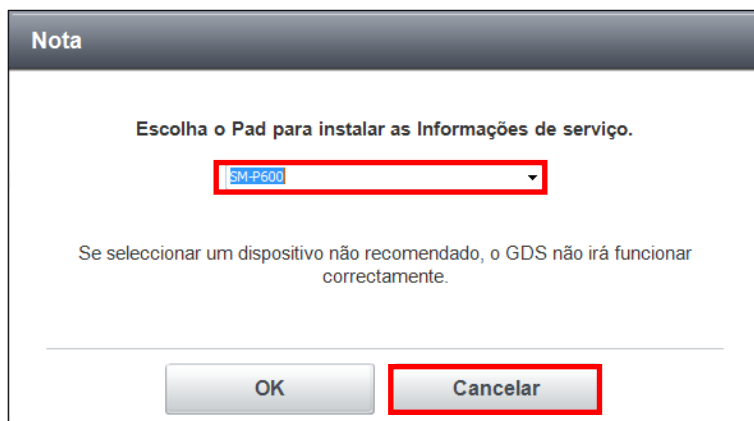 Nota
Escolha o Pad para instalar as Informações de serviço.
SM-P600
Se seleccionar um dispositivo não recomendado, o GDS não irá funcionar
correctamente.
OK
Cancelar